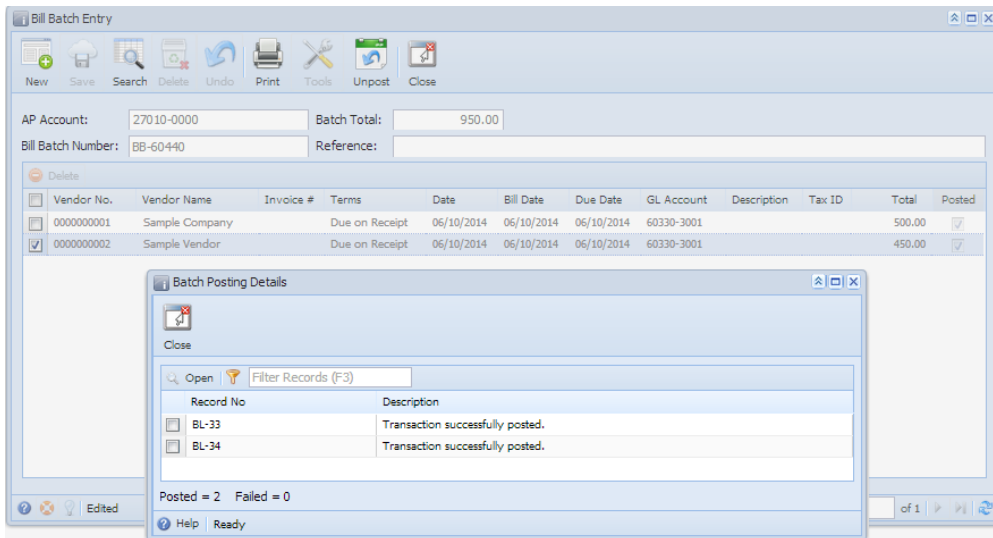 Bill Batch Entry
New Save Search Delete Undo Print Tools Unpost Close
AP Account: 27010-0000 Batch Total: 950.00
Bill Batch Number: BB-60440 Reference:
Delete
Vendor No. Vendor Name Invoice # Terms Date Bill Date Due Date GL Account Description Tax ID Total Posted
0000000001 Sample Company Due on Receipt 06/10/2014 06/10/2014 06/10/2014 60330-3001 500.00
0000000002 Sample Vendor Due on Receipt 06/10/2014 06/10/2014 06/10/2014 60330-3001 450.00
Batch Posting Details
Close
Open Filter Records (F3)
Record No Description
BL-33 Transaction successfully posted.
BL-34 Transaction successfully posted.
Posted = 2 Failed = 0
Edited of 1
Help Ready